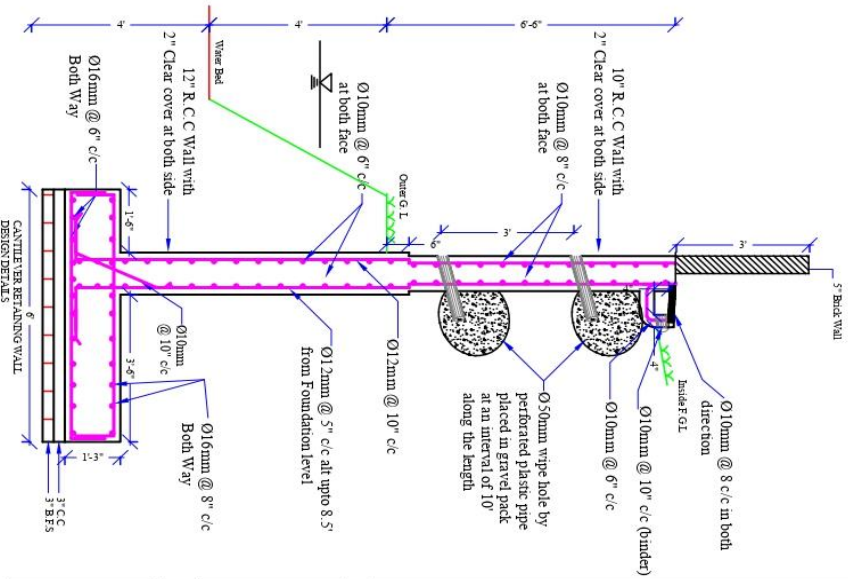 4'
4'
6'-6"
3'
Water Bed
Outer G. L
6"
3'
5" Brick Wall
Ø16mm @ 6" c/c
Both Way
12" R.C.C Wall with
2" Clear cover at both side
Ø10mm @ 6" c/c
at both face
Ø10mm @ 8" c/c
at both face
10" R.C.C Wall with
2" Clear cover at both side
1'-6"
6'
3'-6"
1'-3"
3" C.C
3" B.F.S
4"
Inside F.G.L
Ø10mm
@ 10" c/c
Ø16mm @ 8" c/c
Both Way
Ø12mm @ 5" c/c alt upto 8.5'
from Foundation level
Ø12mm @ 10" c/c
Ø50mm wipe hole by
perforated plastic pipe
placed in gravel pack
at an interval of 10'
along the length
Ø10mm @ 6" c/c
Ø10mm @ 10" c/c (binder)
Ø10mm @ 8 c/c in both
direction
CANTILEVER RETAINING WALL
DESIGN DETAILS